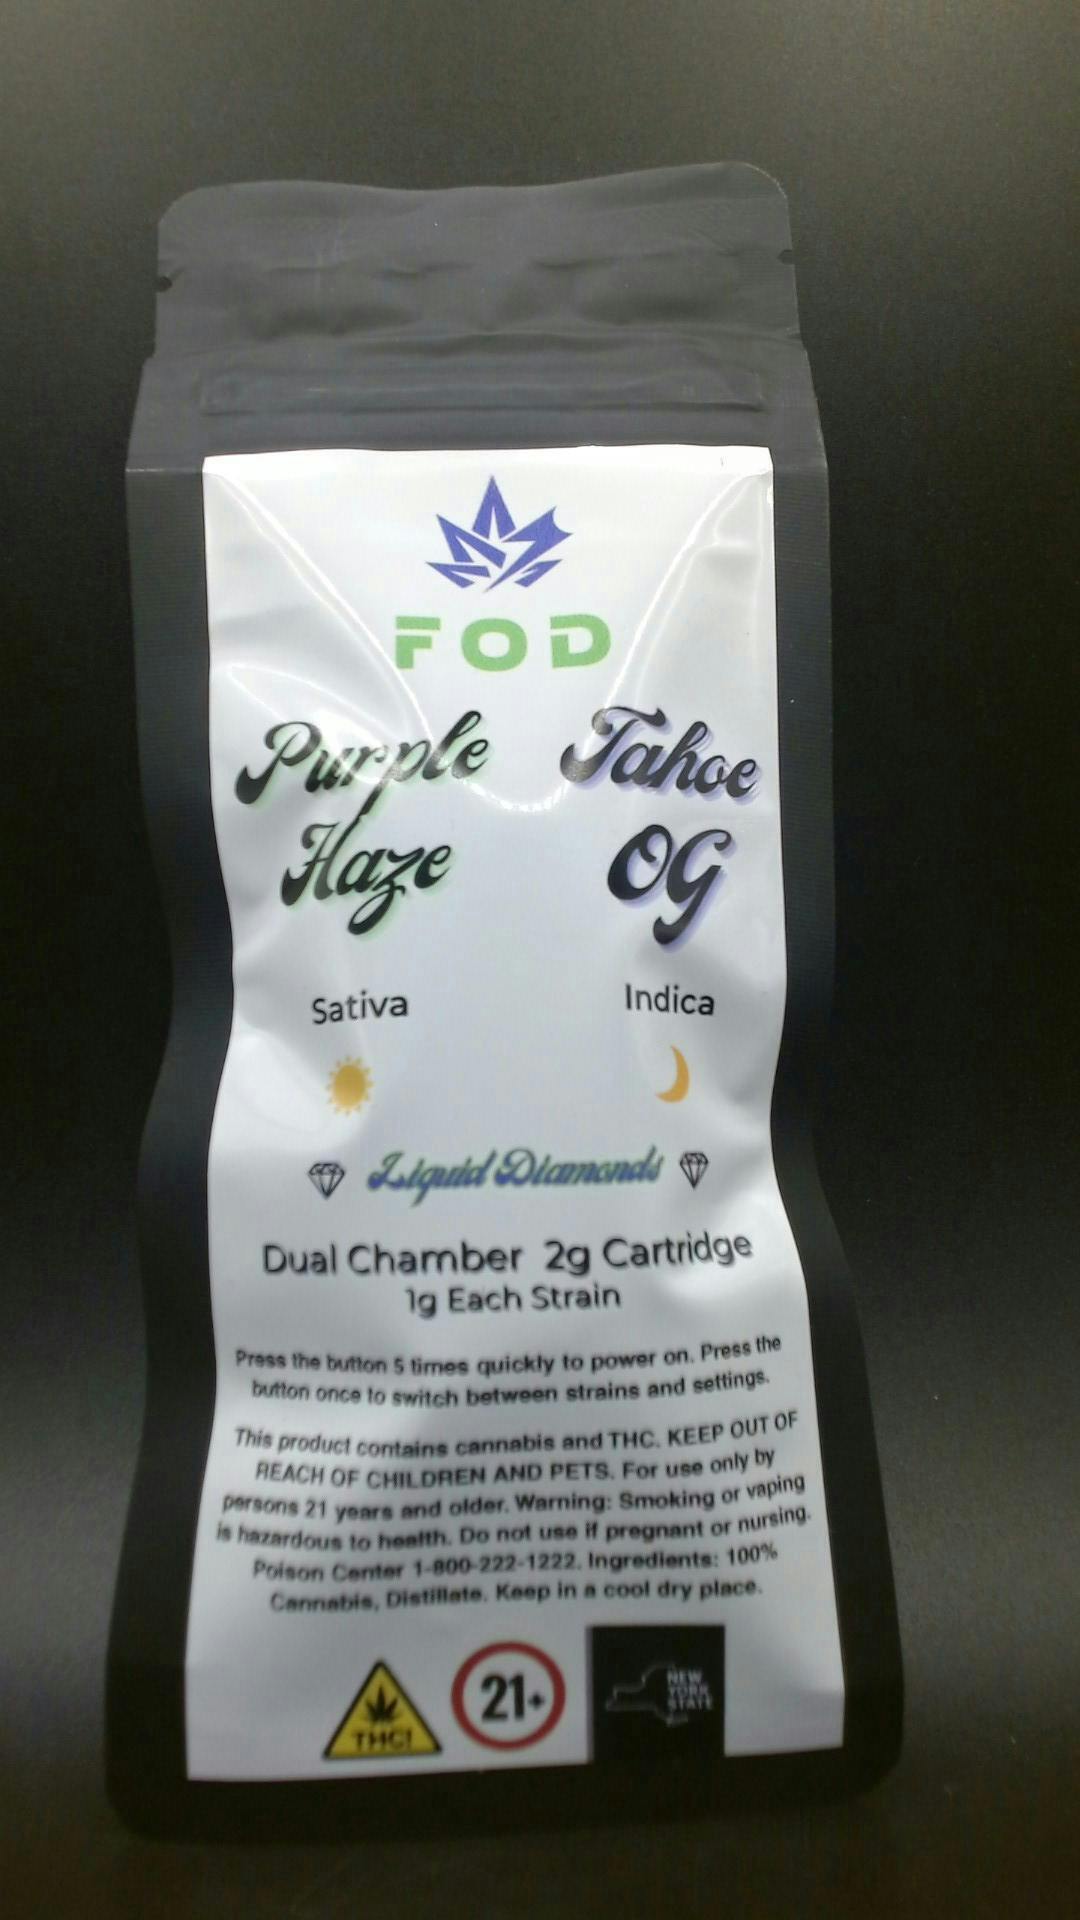 FOD
Purple
Haze
Tahoe
OG
Sativa
Indica
Liquid Diamonds
Dual Chamber 2g Cartridge
1g Each Strain
Press the button 5 times quickly to power on. Press the
button once to switch between strains and settings.
This product contains cannabis and THC. KEEP OUT OF
REACH OF CHILDREN AND PETS. For use only by
persons 21 years and older. Warning: Smoking or vaping
is hazardous to health. Do not use if pregnant or nursing.
Poison Center 1-800-222-1222. Ingredients: 100%
Cannabis, Distillate. Keep in a cool dry place.
THC!
21+
NEW
YORK
STATE